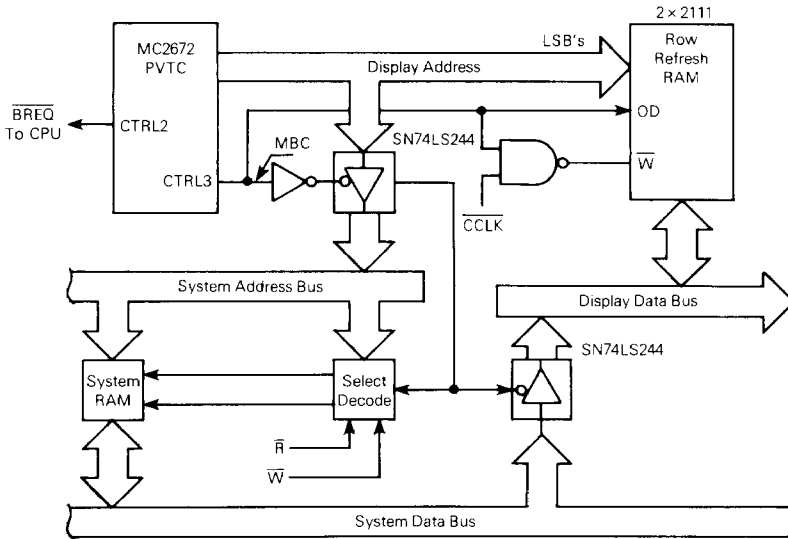 2 × 2111
MC2672
PVTC
LSB's
Display Address
Row
Refresh
RAM
BREQ
To CPU
CTRL2
OD
MBC
SN74LS244
W
CTRL3
CCLK
System Address Bus
Display Data Bus
SN74LS244
System
RAM
Select
Decode
R
W
System Data Bus